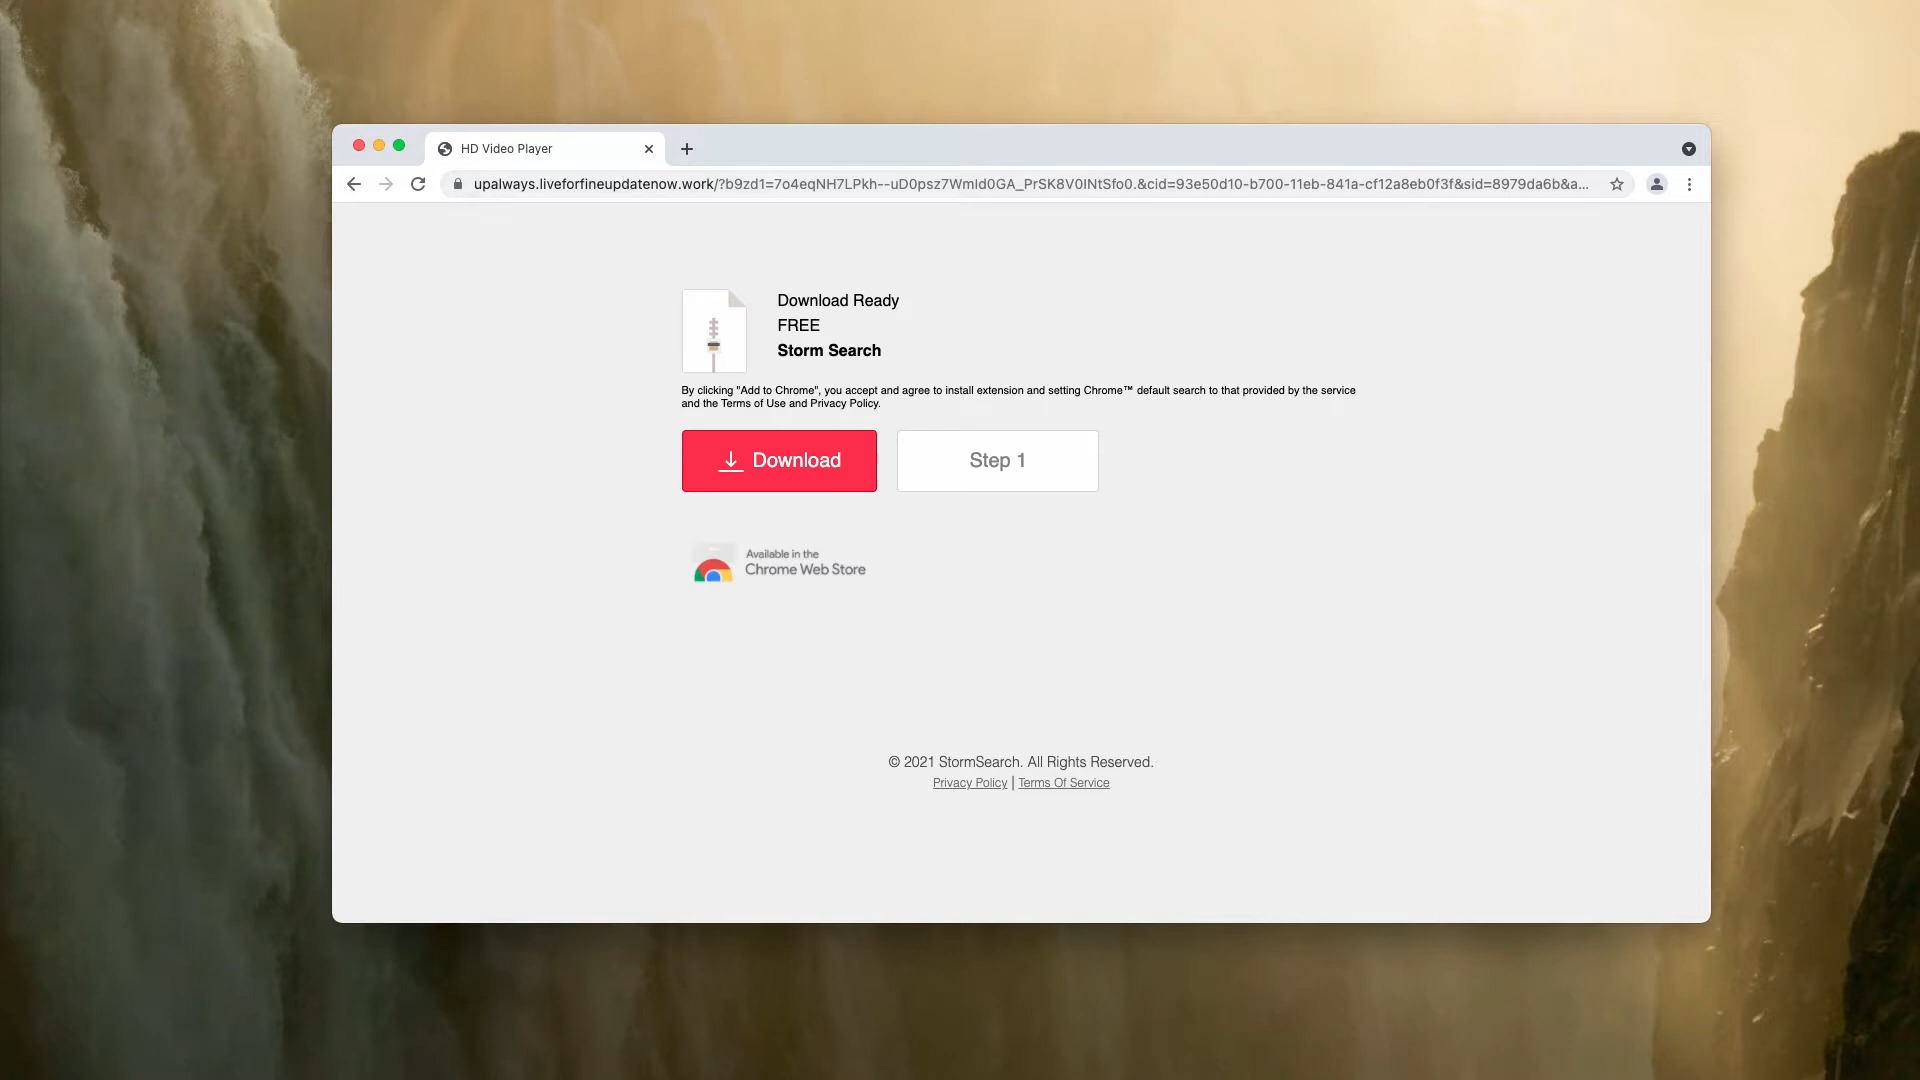 HD Video Player
upalways.liveforfineupdatenow.work/?b9zd1=7o4eqNH7LPkh--uD0psz7Wmld0GA_PrSK8V0INtSfo0.&cid=93e50d10-b700-11eb-841a-cf12a8eb0f3f&sid=8979da6b&a...
Download Ready
FREE
Storm Search
By clicking "Add to Chrome", you accept and agree to install extension and setting Chrome™ default search to that provided by the service
and the Terms of Use and Privacy Policy.
Download
Step 1
Available in the
Chrome Web Store
© 2021 StormSearch. All Rights Reserved.
Privacy Policy | Terms Of Service